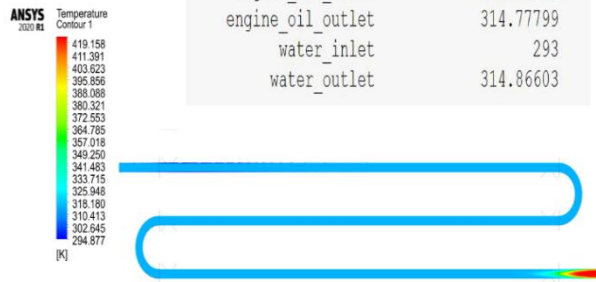 ANSYS
2020 R1
Temperature
Contour 1
419.158
411.391
403.623
395.856
388.088
380.321
372.553
364.785
357.018
349.250
341.483
333.715
325.948
318.180
310.413
302.645
294.877
[K]
engine_oil_outlet 314.77799
water_inlet 293
water_outlet 314.86603